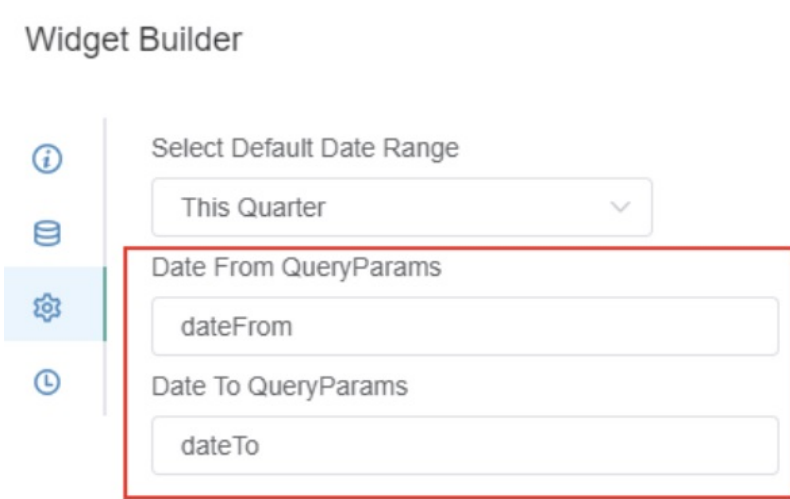 Widget Builder
Select Default Date Range
This Quarter
Date From QueryParams
dateFrom
Date To QueryParams
dateTo